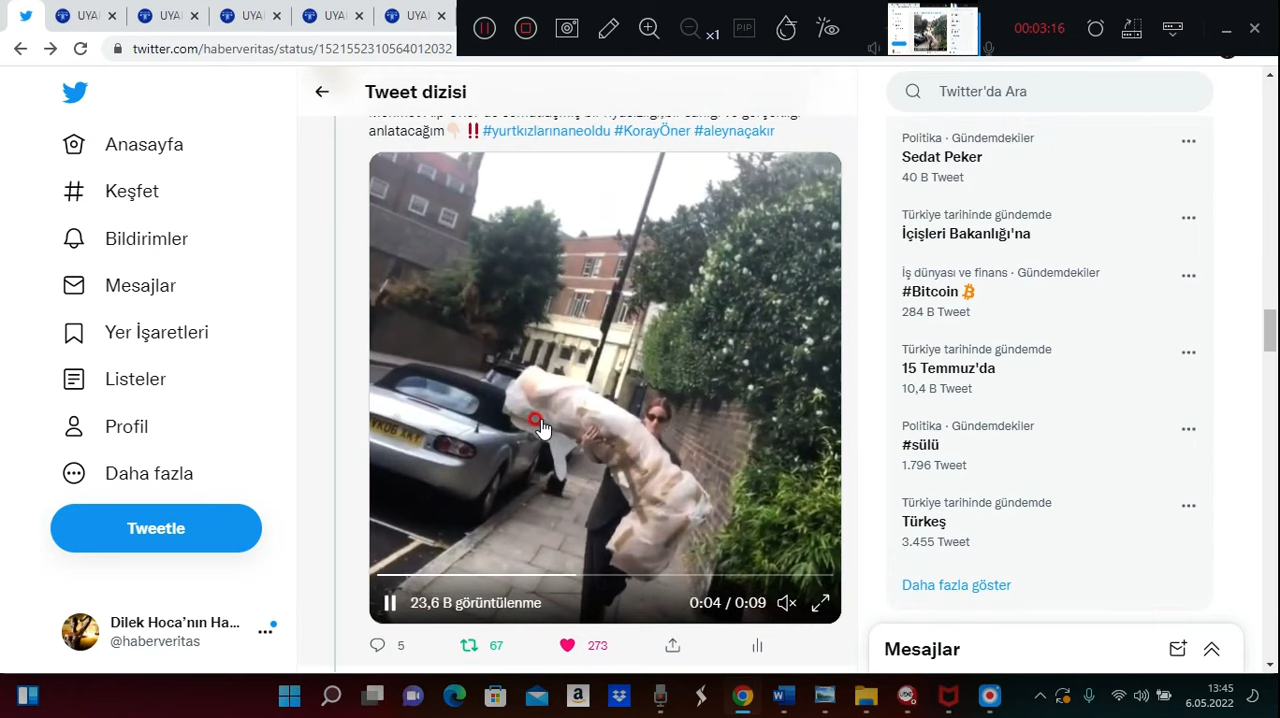 UYA
UYA
UYA
UYA
UYA
x1
PIP
00:03:16
twitter.com/haberveritas/status/1521552310564012032
Tweet dizisi
Twitter'da Ara
anlatacağım👇🏻 ‼️#yurtkızlarınaneoldu #KorayÖner #aleynaçakır
Anasayfa
Keşfet
Bildirimler
Mesajlar
Yer İşaretleri
Listeler
Profil
Daha fazla
Tweetle
Dilek Hoca'nın Ha...
@haberveritas
23,6 B görüntülenme
0:04 / 0:09
5
67
273
Politika · Gündemdekiler
Sedat Peker
40 B Tweet
Türkiye tarihinde gündemde
İçişleri Bakanlığı'na
İş dünyası ve finans · Gündemdekiler
#Bitcoin
284 B Tweet
Türkiye tarihinde gündemde
15 Temmuz'da
10,4 B Tweet
Politika · Gündemdekiler
#sülü
1.796 Tweet
Türkiye tarihinde gündemde
Türkeş
3.455 Tweet
Daha fazla göster
Mesajlar
13:45
6.05.2022